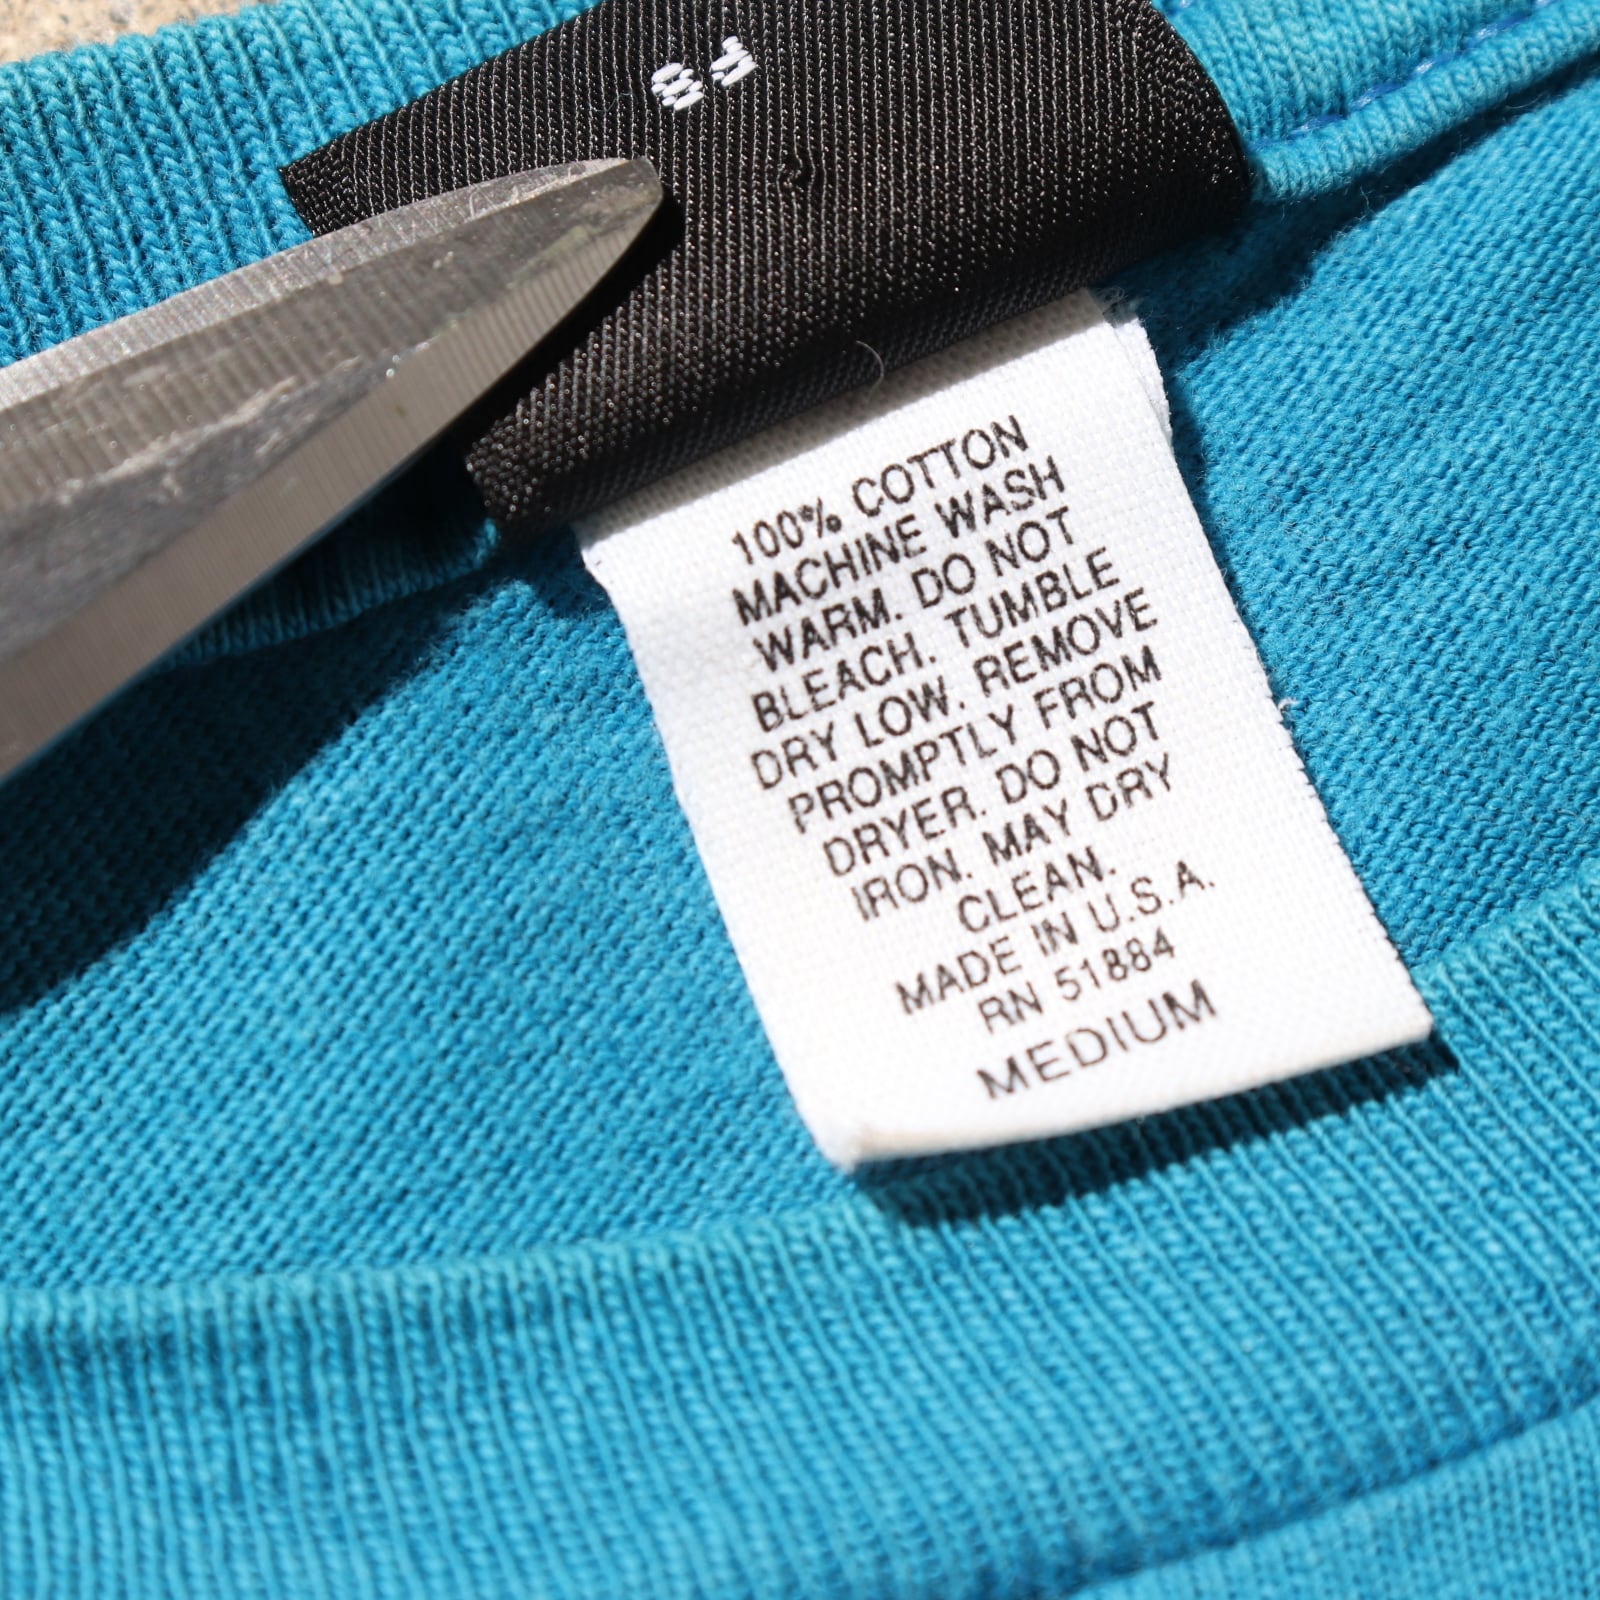 100% COTTON
MACHINE WASH
WARM. DO NOT
BLEACH. TUMBLE
DRY LOW. REMOVE
PROMPTLY FROM
DRYER. DO NOT
IRON. MAY DRY
CLEAN.
MADE IN U.S.A.
RN 51884
MEDIUM